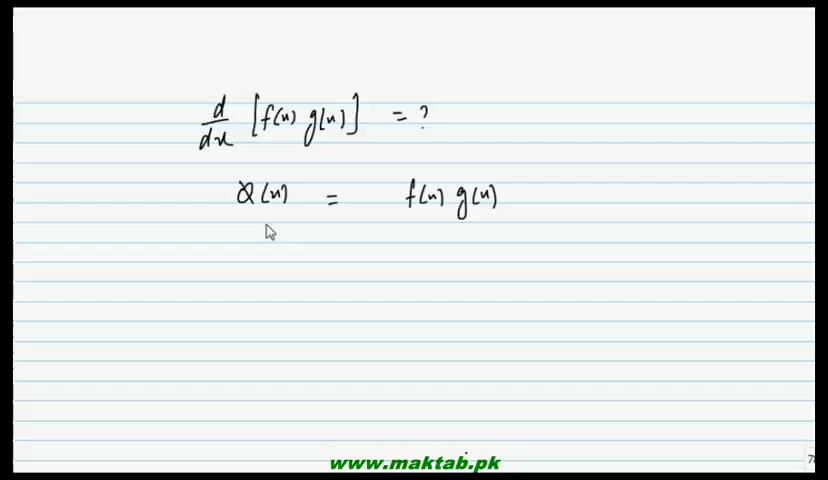 d/dx [f(x) g(x)] = ?
Q(x) = f(x) g(x)
www.maktab.pk